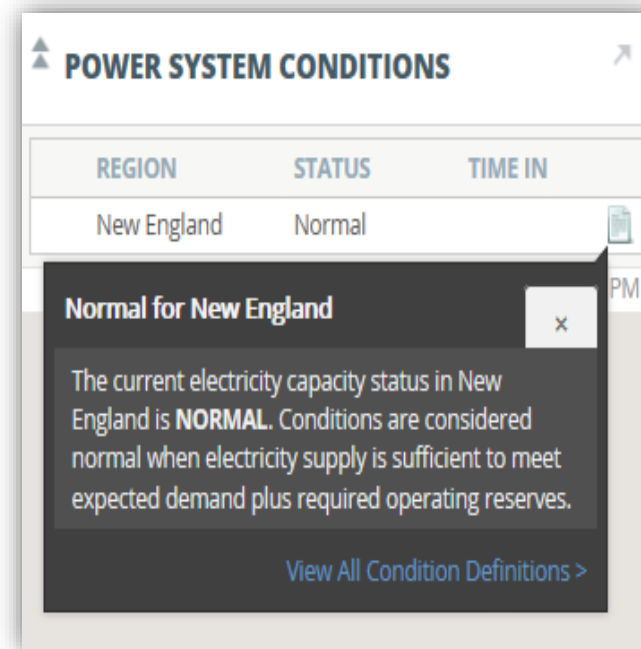 POWER SYSTEM CONDITIONS
REGION STATUS TIME IN
New England Normal
PM
Normal for New England
×
The current electricity capacity status in New
England is NORMAL. Conditions are considered
normal when electricity supply is sufficient to meet
expected demand plus required operating reserves.
View All Condition Definitions >